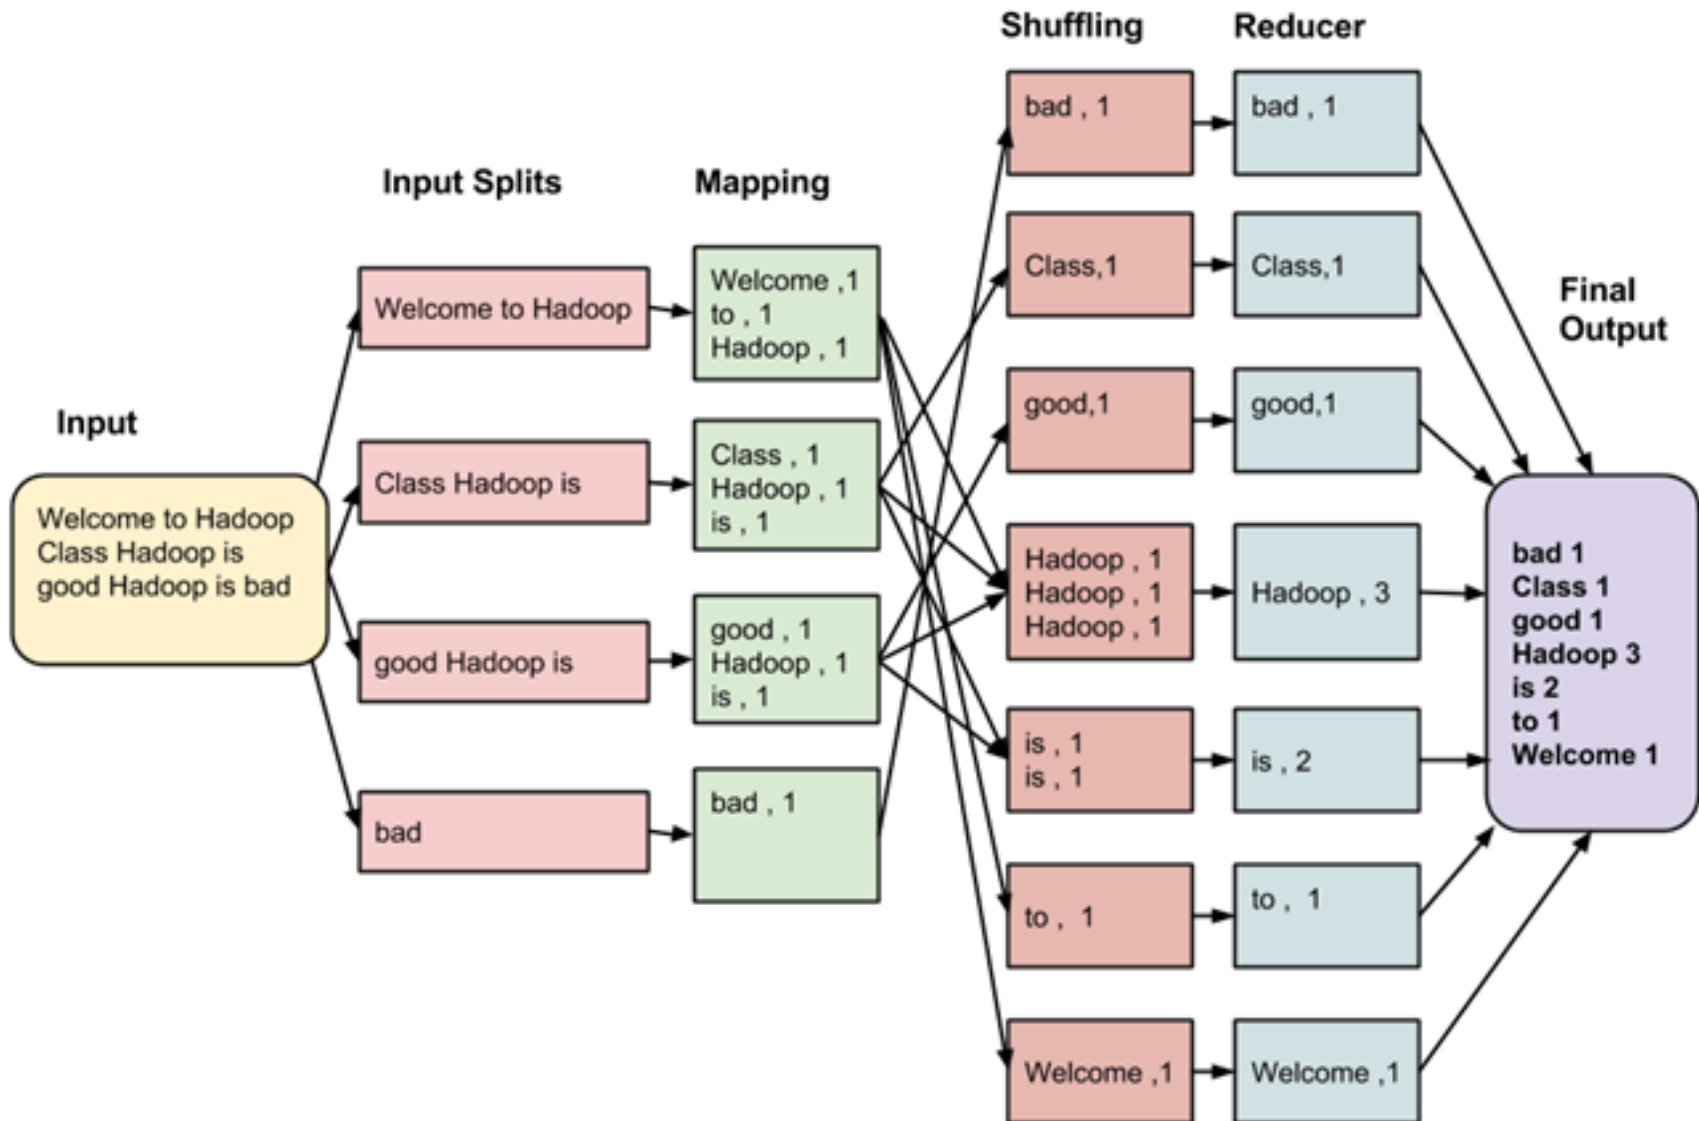 Input
Welcome to Hadoop
Class Hadoop is
good Hadoop is bad
Input Splits
Welcome to Hadoop
Class Hadoop is
good Hadoop is
bad
Mapping
Welcome ,1
to , 1
Hadoop , 1
Class , 1
Hadoop , 1
is , 1
good , 1
Hadoop , 1
is , 1
bad , 1
Shuffling
bad , 1
Class,1
good,1
Hadoop , 1
Hadoop , 1
Hadoop , 1
is , 1
is , 1
to ,  1
Welcome ,1
Reducer
bad , 1
Class,1
good,1
Hadoop , 3
is , 2
to ,  1
Welcome ,1
Final
Output
bad 1
Class 1
good 1
Hadoop 3
is 2
to 1
Welcome 1